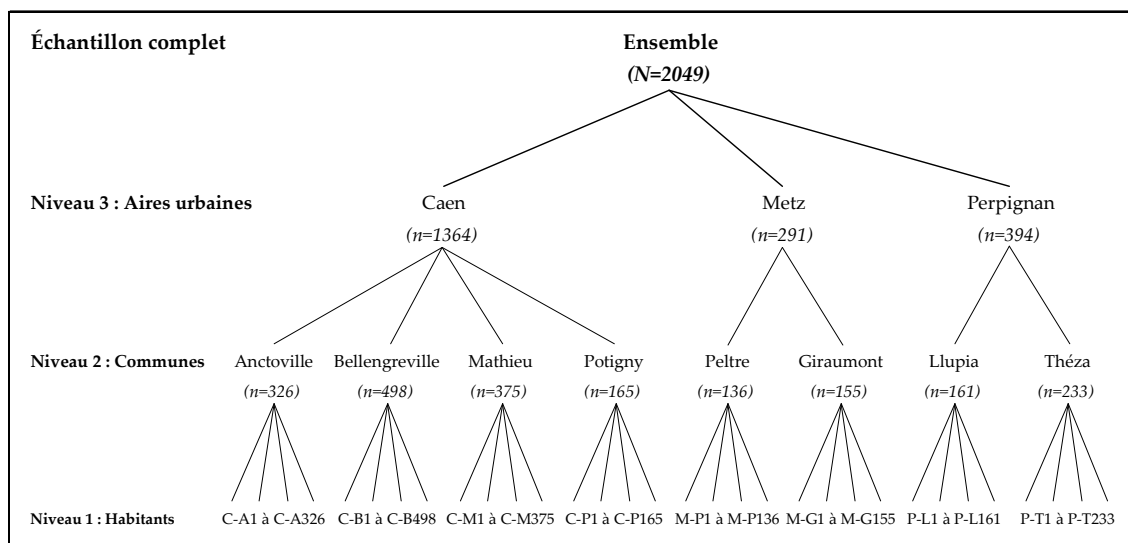 Échantillon complet Ensemble
(N=2049)
Niveau 3 : Aires urbaines Caen Metz Perpignan
(n=1364) (n=291) (n=394)
Niveau 2 : Communes Anctoville Bellengreville Mathieu Potigny Peltre Giraumont Llupia Théza
(n=326) (n=498) (n=375) (n=165) (n=136) (n=155) (n=161) (n=233)
Niveau 1 : Habitants C-A1 à C-A326 C-B1 à C-B498 C-M1 à C-M375 C-P1 à C-P165 M-P1 à M-P136 M-G1 à M-G155 P-L1 à P-L161 P-T1 à P-T233